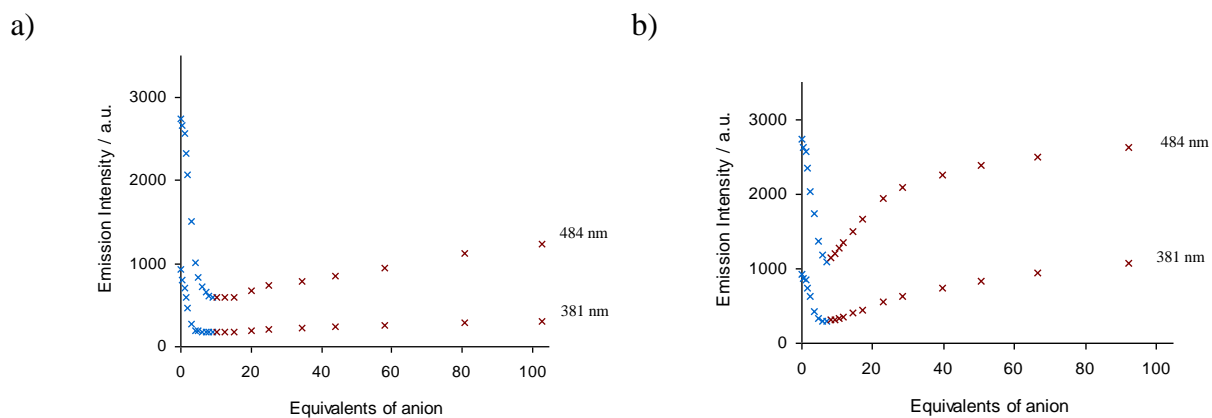 a)
Emission Intensity / a.u.
3000
2000
1000
0
484 nm
381 nm
0 20 40 60 80 100
Equivalents of anion
b)
Emission Intensity / a.u.
3000
2000
1000
0
484 nm
381 nm
0 20 40 60 80 100
Equivalents of anion